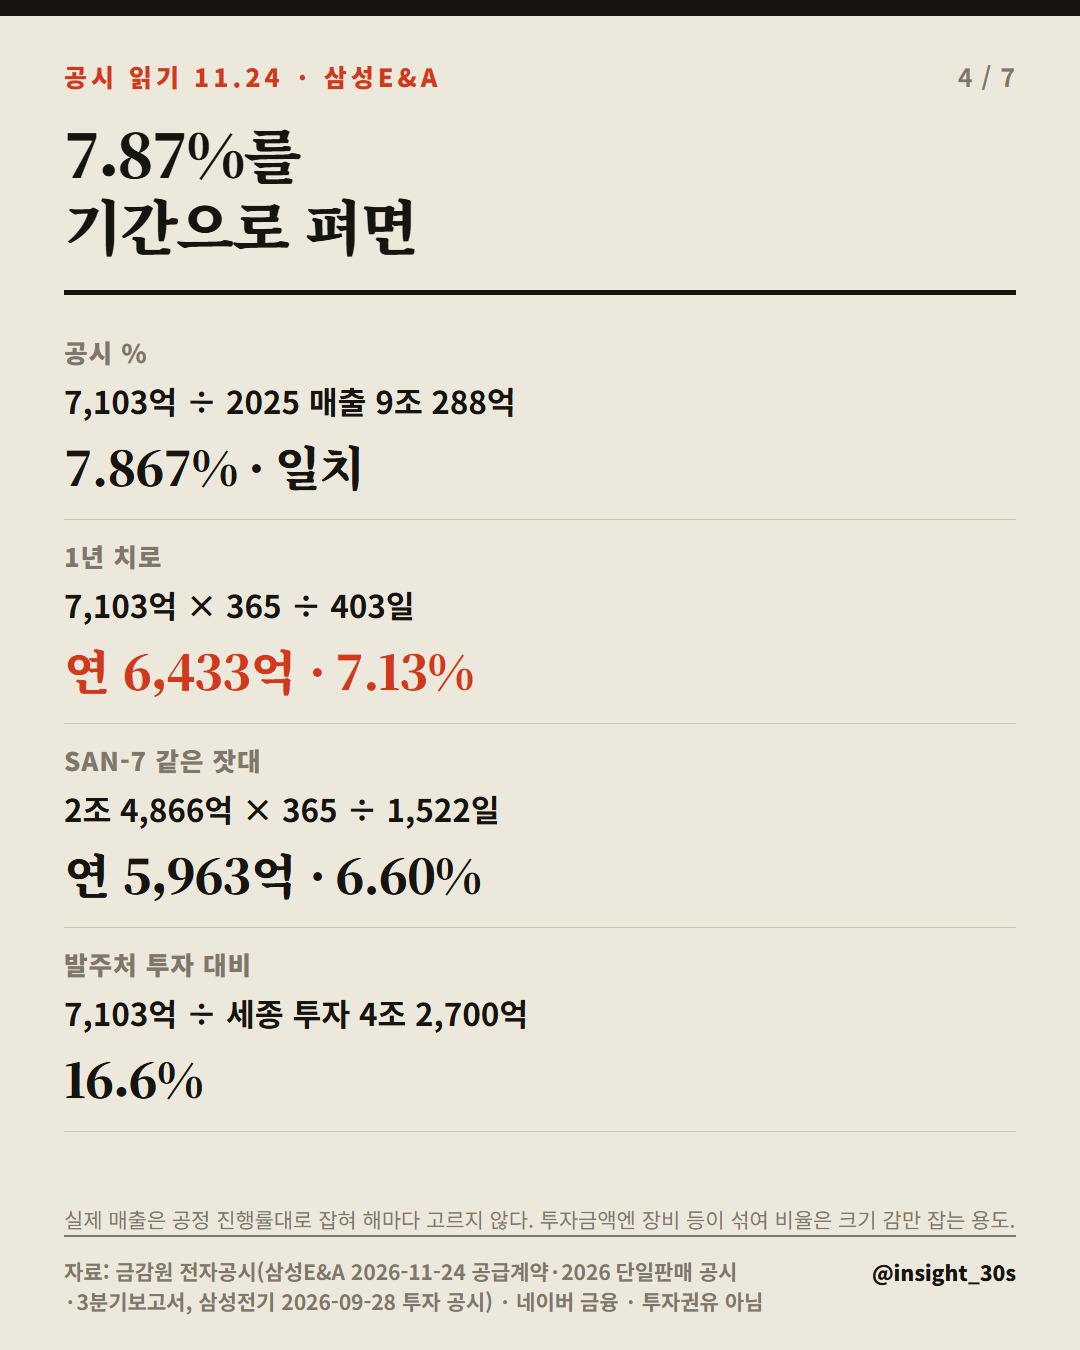 공시 읽기 11.24 · 삼성E&A
4 / 7
7.87%를
기간으로 펴면
공시 %
7,103억 ÷ 2025 매출 9조 288억
7.867% · 일치
1년 치로
7,103억 × 365 ÷ 403일
연 6,433억 · 7.13%
SAN-7 같은 잣대
2조 4,866억 × 365 ÷ 1,522일
연 5,963억 · 6.60%
발주처 투자 대비
7,103억 ÷ 세종 투자 4조 2,700억
16.6%
실제 매출은 공정 진행률대로 잡혀 해마다 고르지 않다. 투자금액엔 장비 등이 섞여 비율은 크기 감만 잡는 용도.
자료: 금감원 전자공시(삼성E&A 2026-11-24 공급계약·2026 단일판매 공시
·3분기보고서, 삼성전기 2026-09-28 투자 공시) · 네이버 금융 · 투자권유 아님
@insight_30s